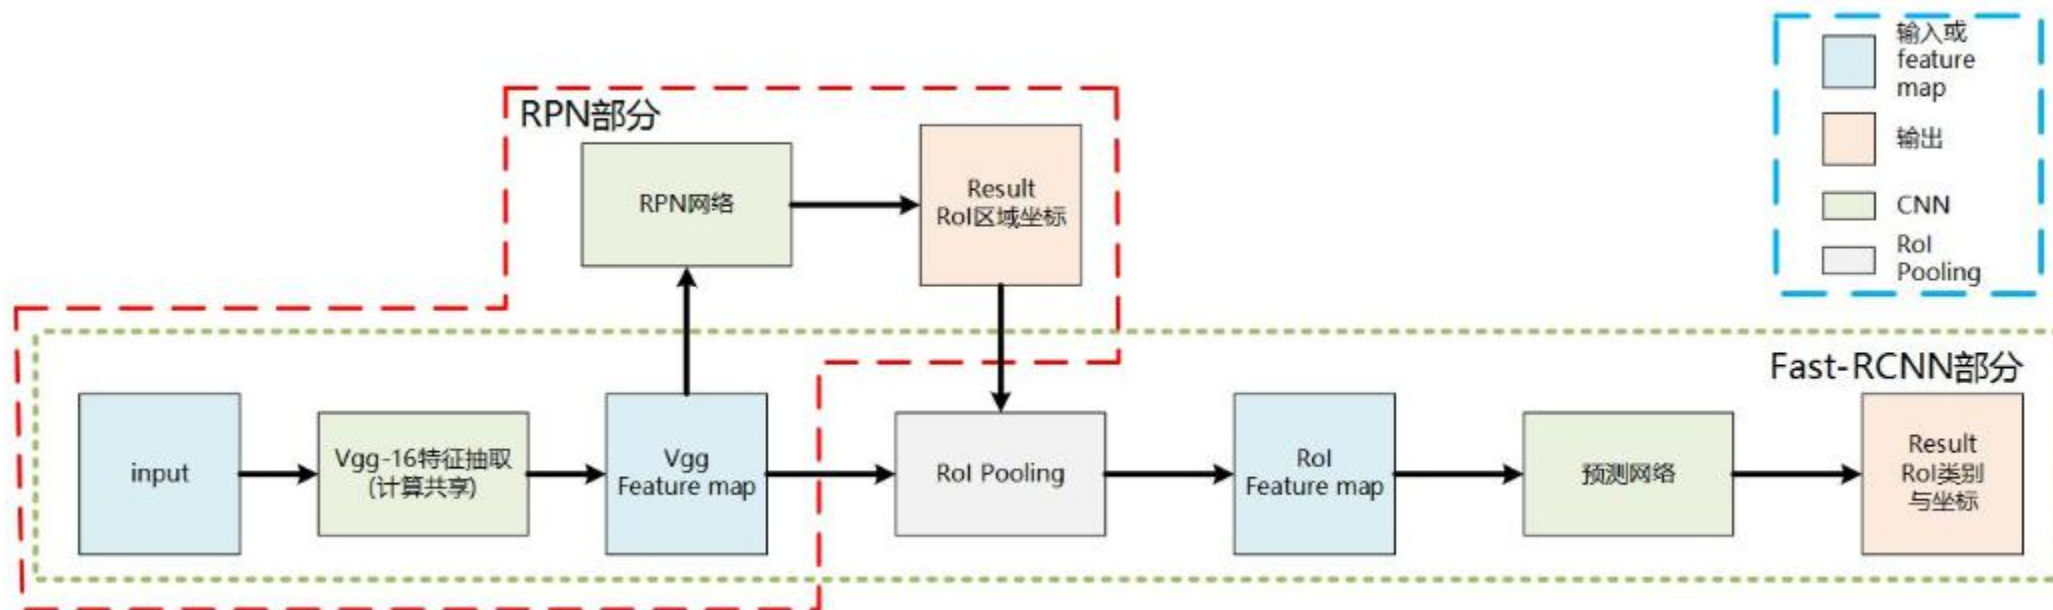 输入或
feature
map
输出
CNN
RoI
Pooling
RPN部分
RPN网络
Result
RoI区域坐标
Fast-RCNN部分
input
Vgg-16特征抽取
(计算共享)
Vgg
Feature map
RoI Pooling
RoI
Feature map
预测网络
Result
RoI类别
与坐标